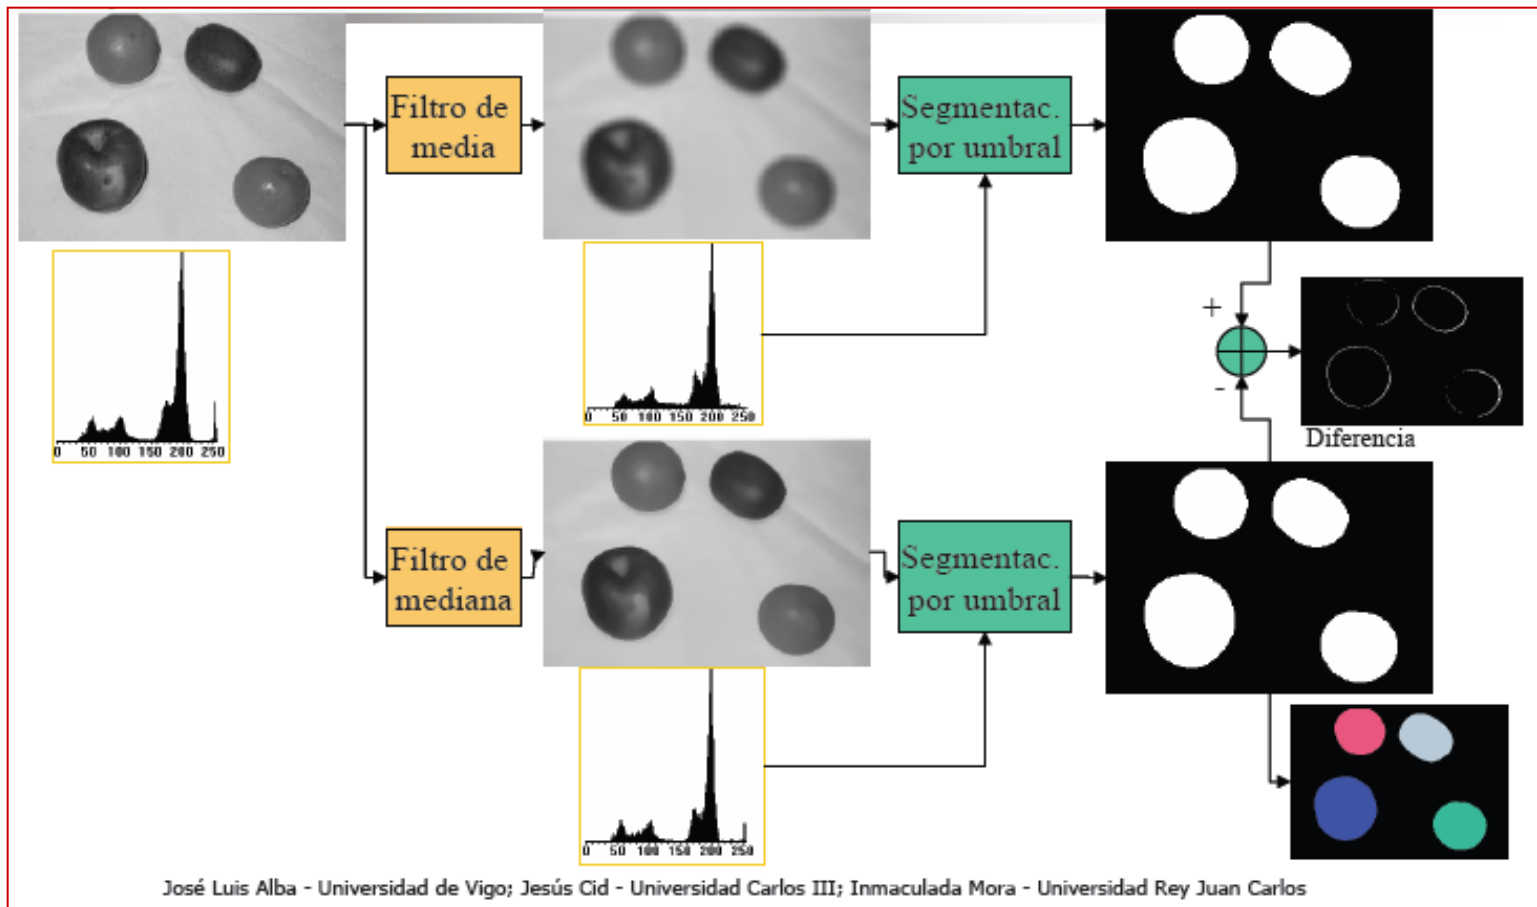 Filtro de
media
Segmentac.
por umbral
0 50 100 150 200 250
0 50 100 150 200 250
+
-
Diferencia
Filtro de
mediana
Segmentac.
por umbral
0 50 100 150 200 250
José Luis Alba - Universidad de Vigo; Jesús Cid - Universidad Carlos III; Inmaculada Mora - Universidad Rey Juan Carlos